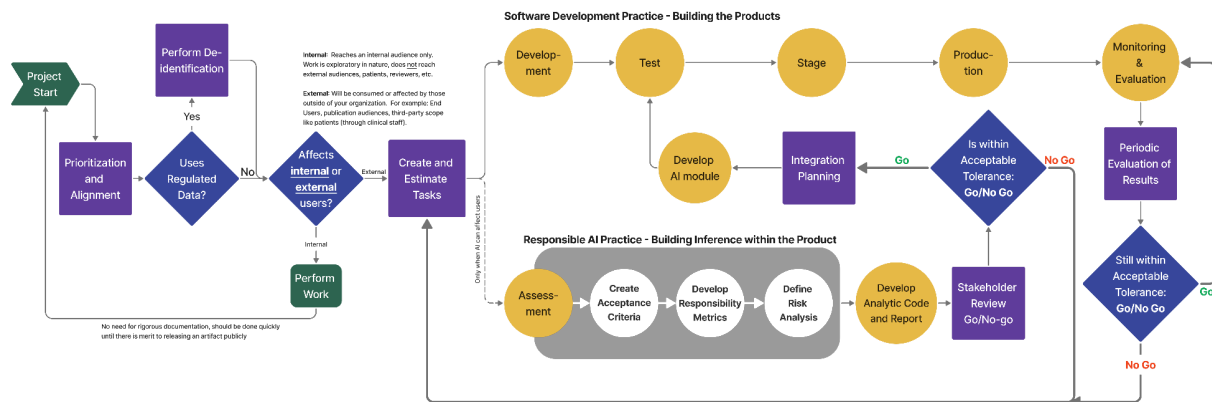 Software Development Practice - Building the Products
Project
Start
Perform De-
identification
Internal: Reaches an internal audience only.
Work is exploratory in nature, does not reach
external audiences, patients, reviewers, etc.
External: Will be consumed or affected by those
outside of your organization. For example: End
Users, publication audiences, third-party scope
like patients (through clinical staff).
Develop-
ment
Test
Stage
Produc-
tion
Monitoring
&
Evaluation
Yes
Prioritization
and
Alignment
Uses
Regulated
Data?
No
Affects
internal or
external
users?
External
Create and
Estimate
Tasks
Only when AI can affect users
Develop
AI module
Integration
Planning
Go
Is within
Acceptable
Tolerance:
Go/No Go
No Go
Periodic
Evaluation of
Results
Internal
Perform
Work
No need for rigorous documentation, should be done quickly
until there is merit to releasing an artifact publicly
Responsible AI Practice - Building Inference within the Product
Assess-
ment
Create
Acceptance
Criteria
Develop
Responsibility
Metrics
Define
Risk
Analysis
Develop
Analytic Code
and Report
Stakeholder
Review
Go/No-go
Still within
Acceptable
Tolerance:
Go/No Go
Go
No Go